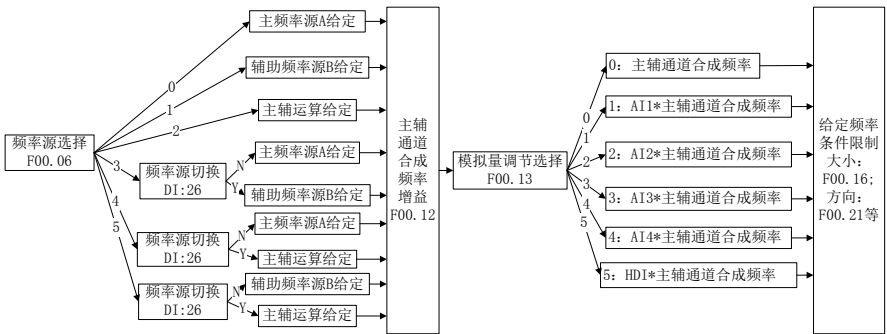 频率源选择
F00.06
0
1
2
3
4
5
主频率源A给定
辅助频率源B给定
主辅运算给定
频率源切换
DI:26
N
Y
主频率源A给定
辅助频率源B给定
频率源切换
DI:26
N
Y
主频率源A给定
主辅运算给定
频率源切换
DI:26
N
Y
辅助频率源B给定
主辅运算给定
主辅
通道
合成
频率
增益
F00.12
模拟量调节选择
F00.13
0
1
2
3
4
5
0: 主辅通道合成频率
1: AI1*主辅通道合成频率
2: AI2*主辅通道合成频率
3: AI3*主辅通道合成频率
4: AI4*主辅通道合成频率
5: HDI*主辅通道合成频率
给定频率
条件限制
大小:
F00.16;
方向:
F00.21等